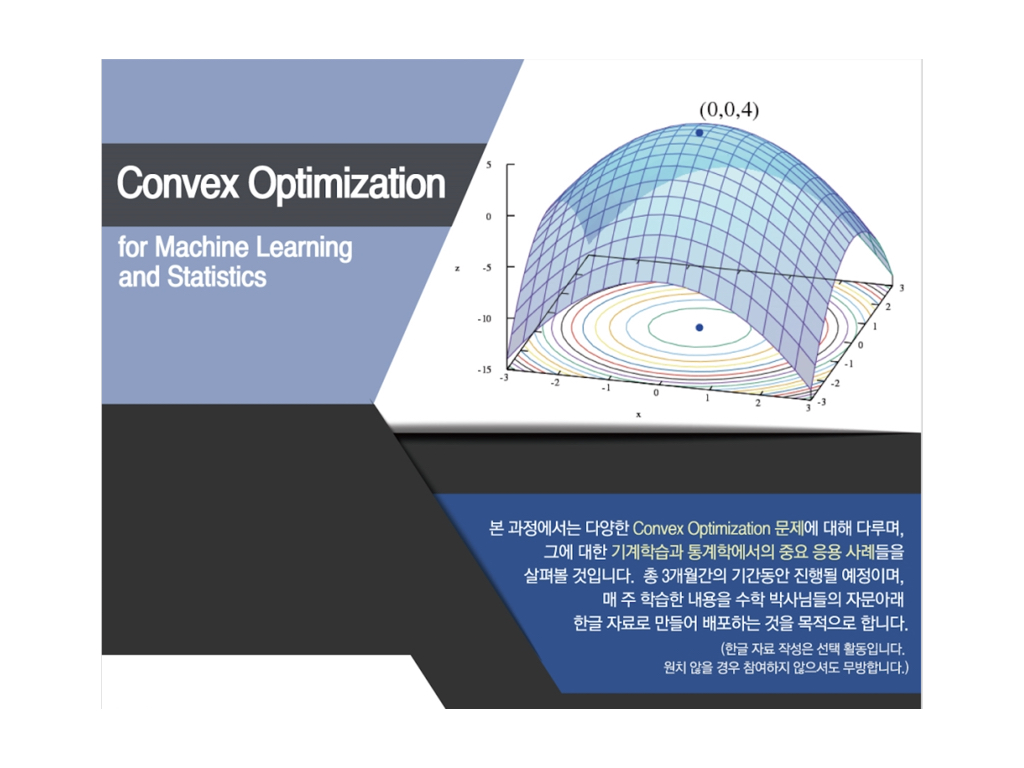 Convex Optimization
for Machine Learning
and Statistics
(0,0,4)
5
0
-5
-10
-15
z
-3
-2
-1
0
1
2
3
x
-3
-2
-1
0
1
2
3
본 과정에서는 다양한 Convex Optimization 문제에 대해 다루며,
그에 대한 기계학습과 통계학에서의 중요 응용 사례들을
살펴볼 것입니다. 총 3개월간의 기간동안 진행될 예정이며,
매 주 학습한 내용을 수학 박사님들의 자문아래
한글 자료로 만들어 배포하는 것을 목적으로 합니다.
(한글 자료 작성은 선택 활동입니다.
원치 않을 경우 참여하지 않으셔도 무방합니다.)